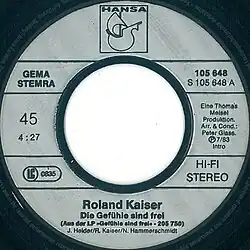 HANSA
GEMA
STEMRA
105 648
S 105 648 A
45
4:27
Eine Thomas
Meisel
Produktion.
Arr. & Cond.:
Peter Glass.
Ⓟ 7/83
Intro
LC 0835
HI-FI
STEREO
Roland Kaiser
Die Gefühle sind frei
(Aus der LP »Gefühle sind frei« - 205 750)
J. Heider/R. Kaiser/N. Hammerschmidt